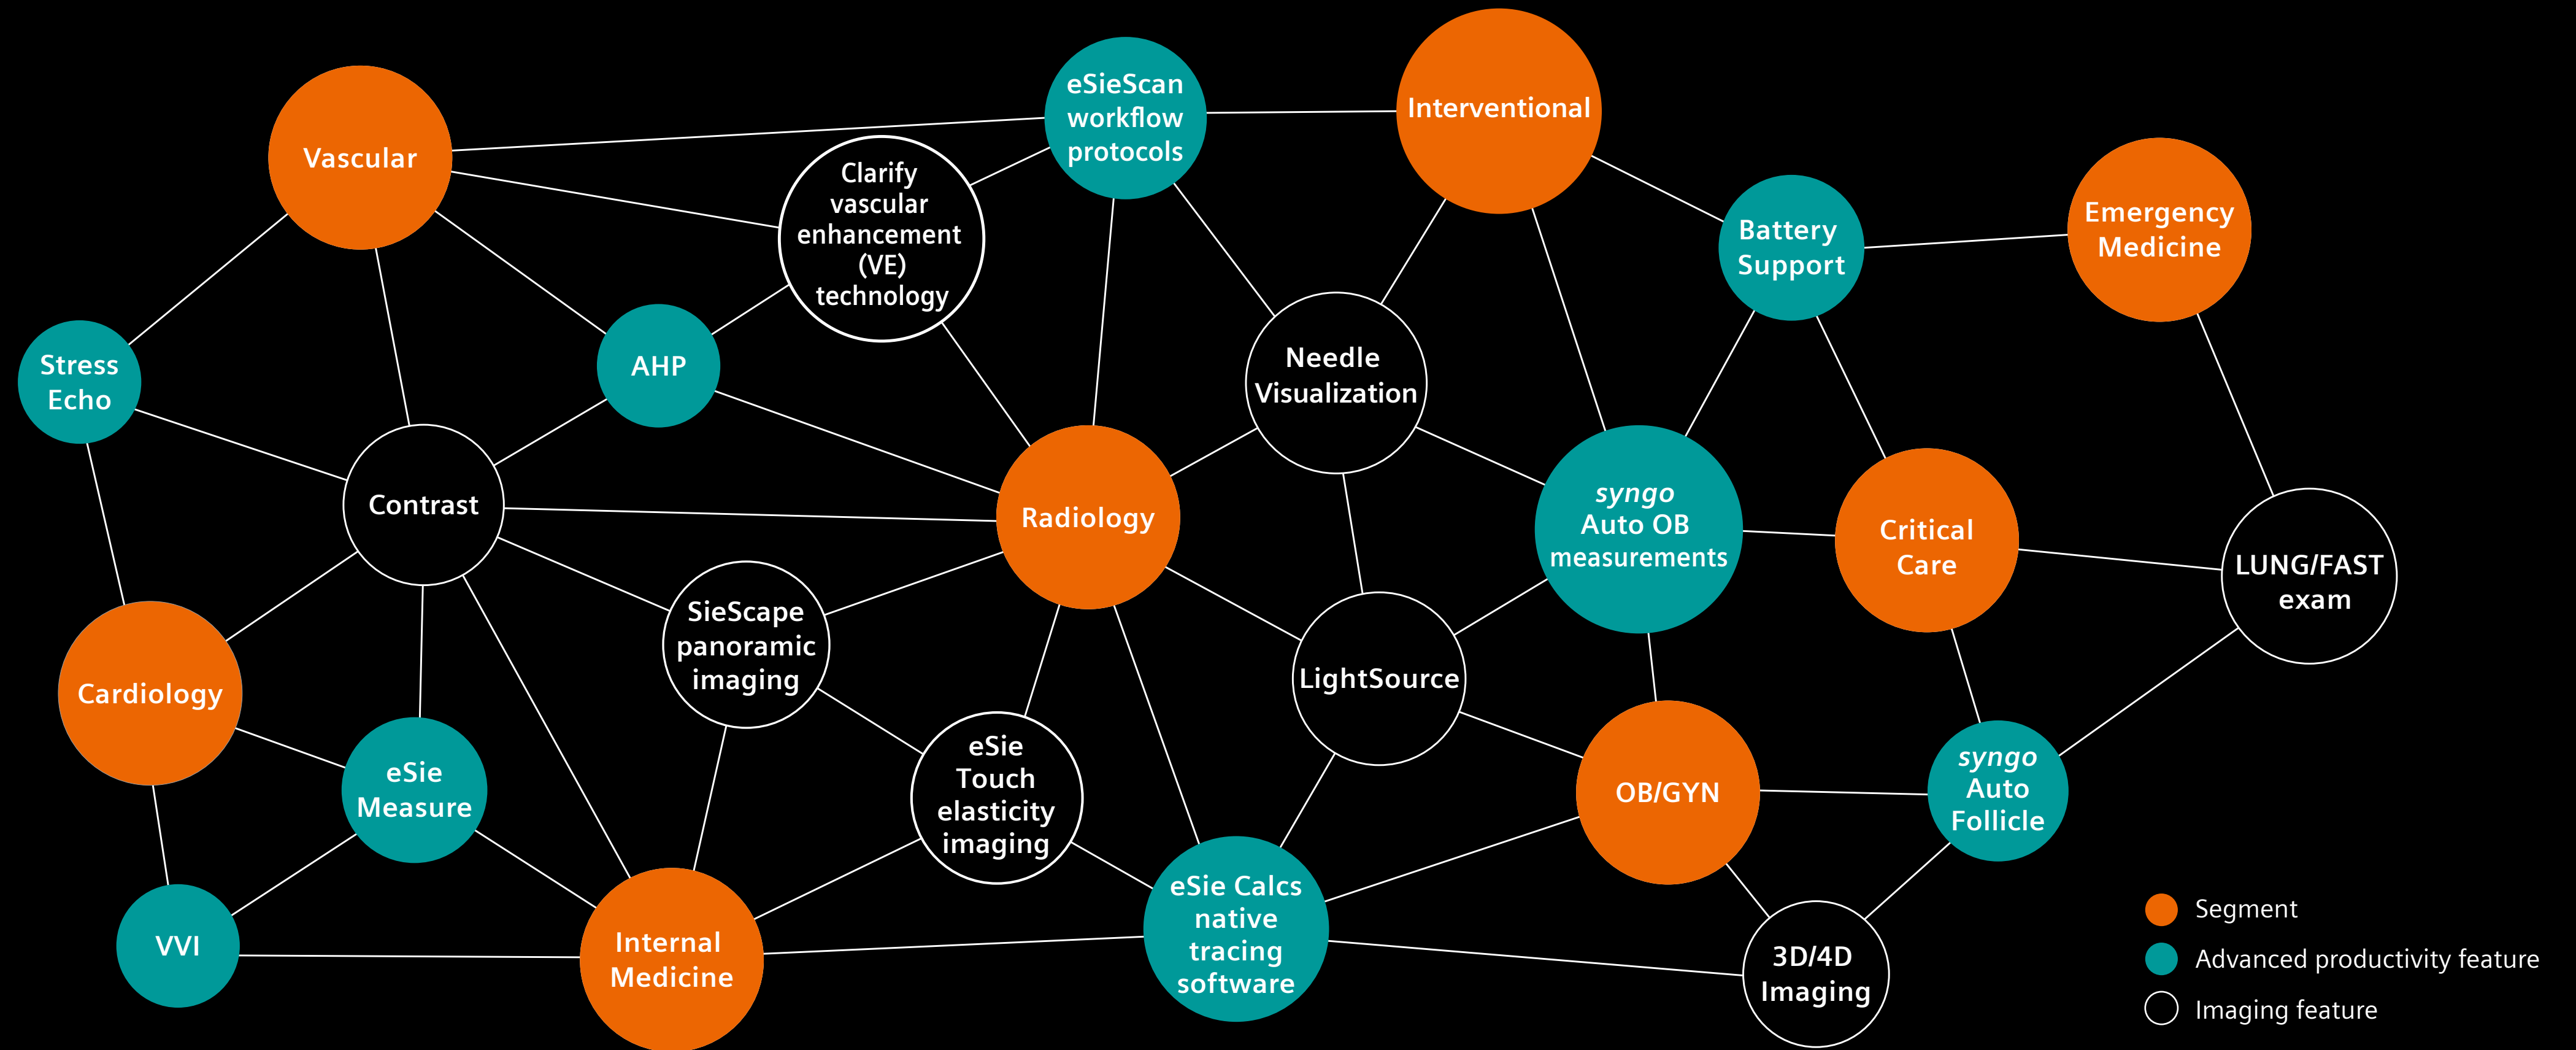 eSieScan
workflow
protocols
Interventional
Vascular
Clarify
vascular
enhancement
(VE)
technology
Battery
Support
Emergency
Medicine
Stress
Echo
AHP
Needle
Visualization
Contrast
Radiology
syngo
Auto OB
measurements
Critical
Care
LUNG/FAST
exam
SieScape
panoramic
imaging
LightSource
Cardiology
eSie
Measure
eSie
Touch
elasticity
imaging
OB/GYN
syngo
Auto
Follicle
VVI
Internal
Medicine
eSie Calcs
native
tracing
software
3D/4D
Imaging
Segment
Advanced productivity feature
Imaging feature